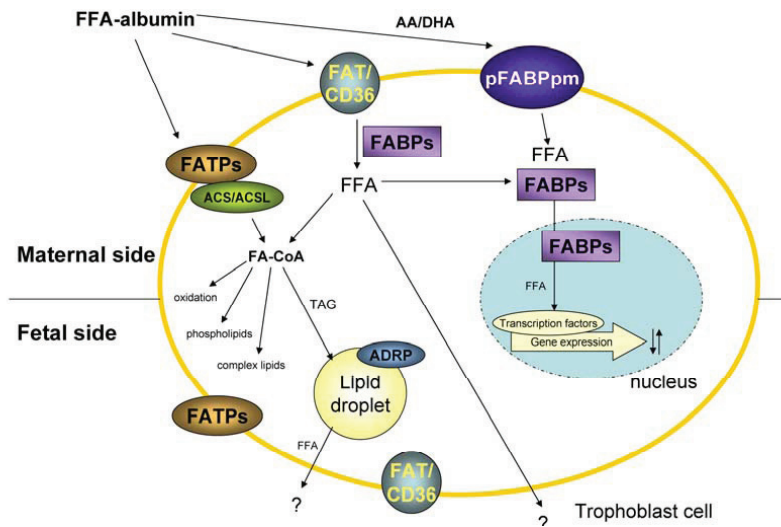 FFA-albumin
AA/DHA
FAT/
CD36
pFABPpm
FABPs
FFA
FATPs
ACS/ACSL
FFA
FABPs
FABPs
Maternal side
FA-CoA
FFA
oxidation
TAG
Transcription factors
Fetal side
phospholipids
Gene expression
complex lipids
ADRP
nucleus
Lipid
droplet
FATPs
FFA
FAT/
CD36
?
?
Trophoblast cell